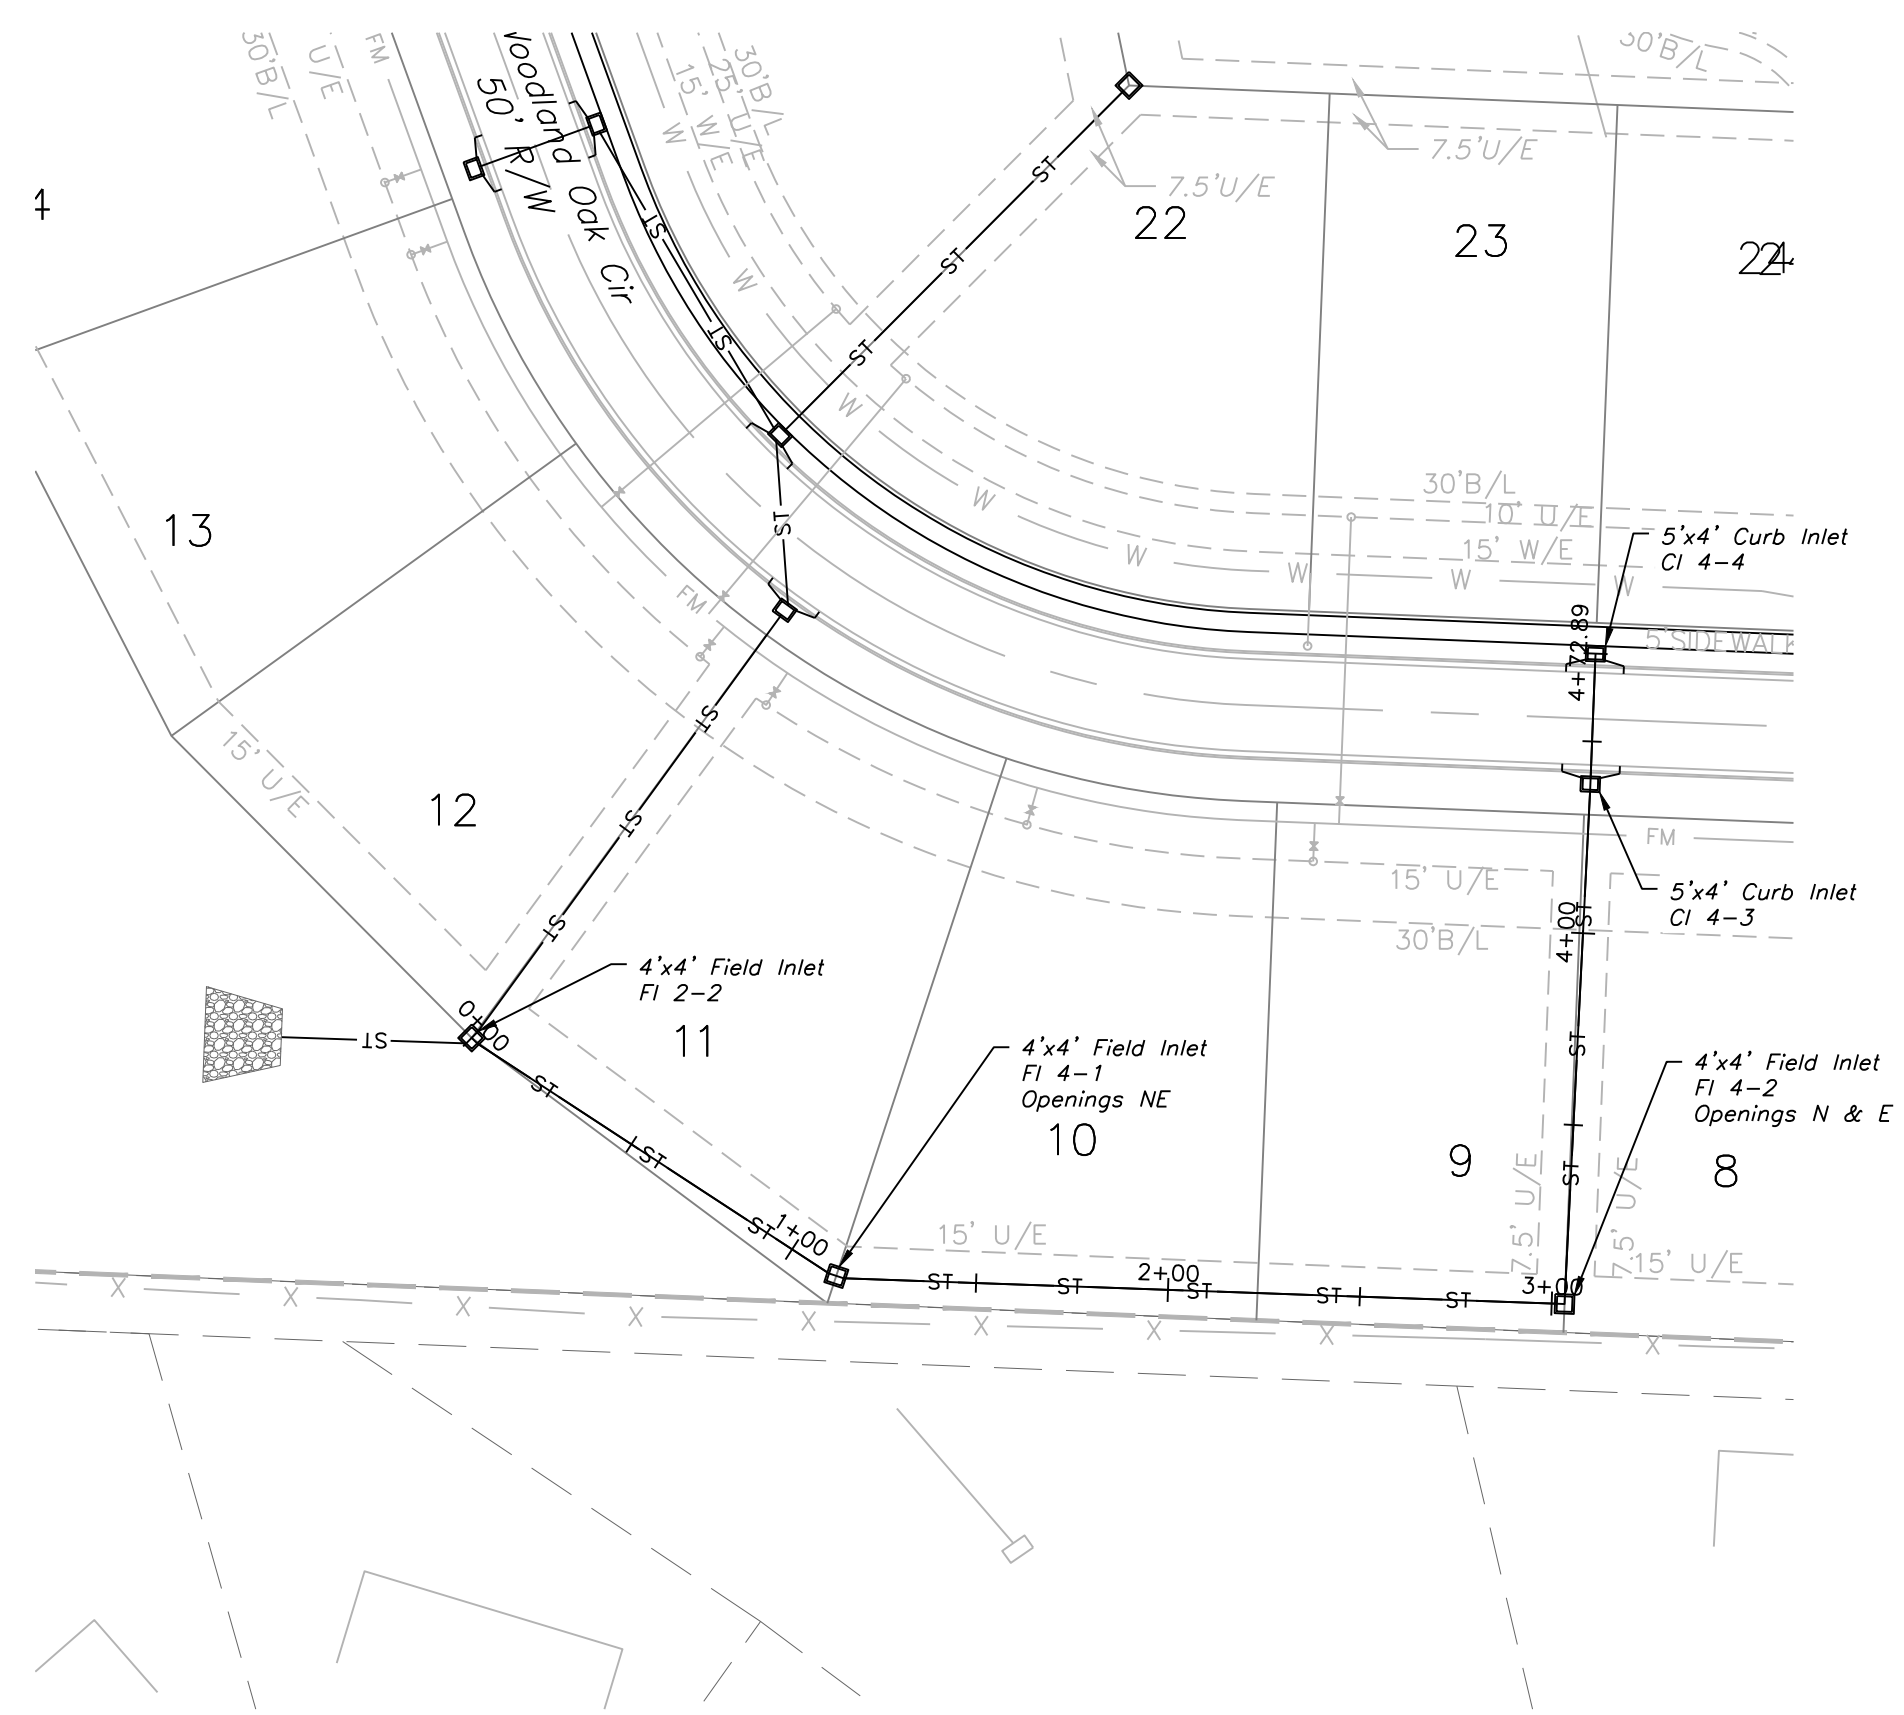 30'B/L
U/E
FM
Woodland Oak Cir
50' R/W
15' W/E
25' U/E
30'B/L
W
W
W
W
W
W
W
W
30'B/L
7.5'U/E
7.5'U/E
22
23
24
ST
ST
ST
ST
ST
ST
13
30'B/L
10' U/E
15' W/E
5'x4' Curb Inlet
CI 4-4
4+72.89
5'SIDEWALK
FM
15' U/E
12
ST
ST
ST
FM
15' U/E
30'B/L
5'x4' Curb Inlet
CI 4-3
4+00
ST
ST
ST
4'x4' Field Inlet
FI 2-2
0+00
ST
11
4'x4' Field Inlet
FI 4-1
Openings NE
10
4'x4' Field Inlet
FI 4-2
Openings N & E
9
8
7.5' U/E
7.5' U/E
15' U/E
15' U/E
ST
ST
ST
1+00
ST
ST
2+00
ST
ST
ST
3+00
X
X
X
X
X
X
X
X
X